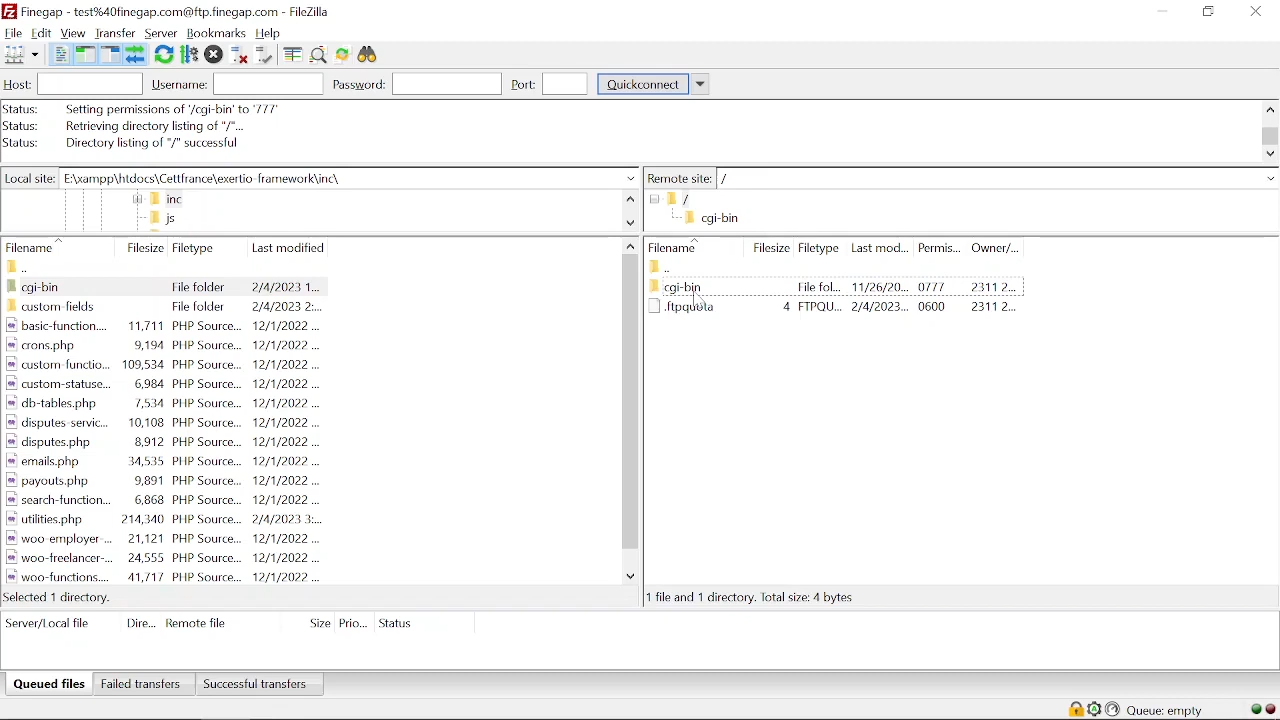 Finegap - test%40finegap.com@ftp.finegap.com - FileZilla
File Edit View Transfer Server Bookmarks Help
Host: Username: Password: Port: Quickconnect
Status: Setting permissions of '/cgi-bin' to '777'
Status: Retrieving directory listing of "/"...
Status: Directory listing of "/" successful
Local site: E:\xampp\htdocs\Cettfrance\exertio-framework\inc\
inc
js
Filename Filesize Filetype Last modified
..
cgi-bin File folder 2/4/2023 1...
custom-fields File folder 2/4/2023 2:...
basic-function.... 11,711 PHP Source... 12/1/2022 ...
crons.php 9,194 PHP Source... 12/1/2022 ...
custom-functio... 109,534 PHP Source... 12/1/2022 ...
custom-statuse... 6,984 PHP Source... 12/1/2022 ...
db-tables.php 7,534 PHP Source... 12/1/2022 ...
disputes-servic... 10,108 PHP Source... 12/1/2022 ...
disputes.php 8,912 PHP Source... 12/1/2022 ...
emails.php 34,535 PHP Source... 12/1/2022 ...
payouts.php 9,891 PHP Source... 12/1/2022 ...
search-function... 6,868 PHP Source... 12/1/2022 ...
utilities.php 214,340 PHP Source... 2/4/2023 3:...
woo-employer-... 21,121 PHP Source... 12/1/2022 ...
woo-freelancer-... 24,555 PHP Source... 12/1/2022 ...
woo-functions.... 41,717 PHP Source... 12/1/2022 ...
Selected 1 directory.
Remote site: /
/
cgi-bin
Filename Filesize Filetype Last mod... Permis... Owner/...
..
cgi-bin File fol... 11/26/20... 0777 2311 2...
.ftpquota 4 FTPQU... 2/4/2023... 0600 2311 2...
1 file and 1 directory. Total size: 4 bytes
Server/Local file Dire... Remote file Size Prio... Status
Queued files Failed transfers Successful transfers
Queue: empty